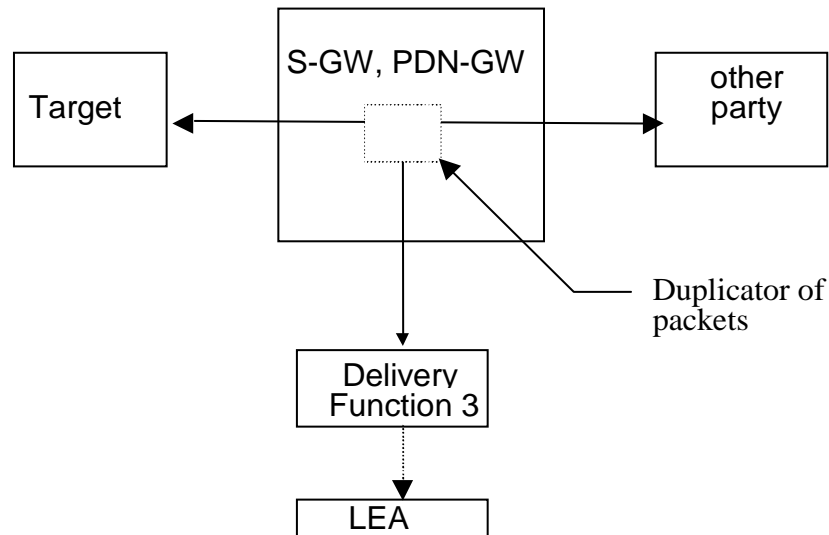 S-GW, PDN-GW
Target
other
party
Duplicator of
packets
Delivery
Function 3
LEA